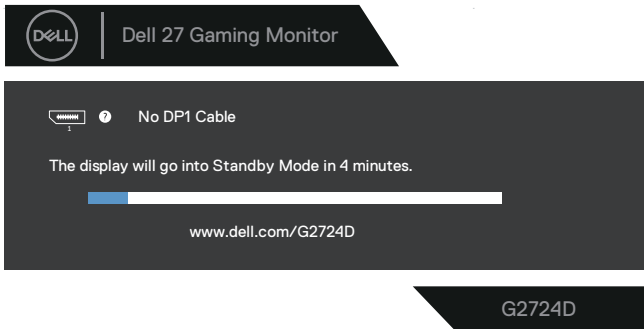 DELL
Dell 27 Gaming Monitor
? No DP1 Cable
1
The display will go into Standby Mode in 4 minutes.
www.dell.com/G2724D
G2724D